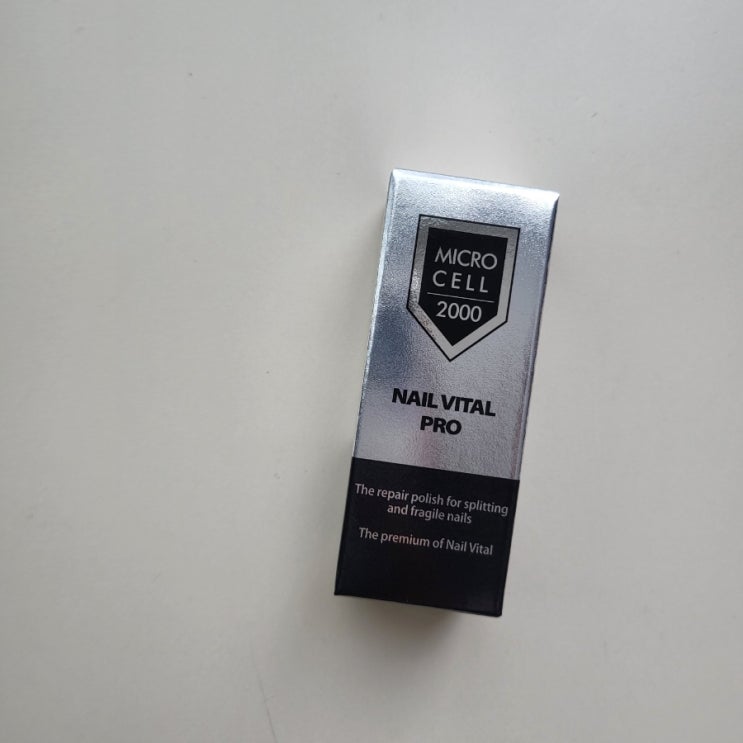 MICRO
CELL
2000
NAIL VITAL
PRO
The repair polish for splitting
and fragile nails
The premium of Nail Vital